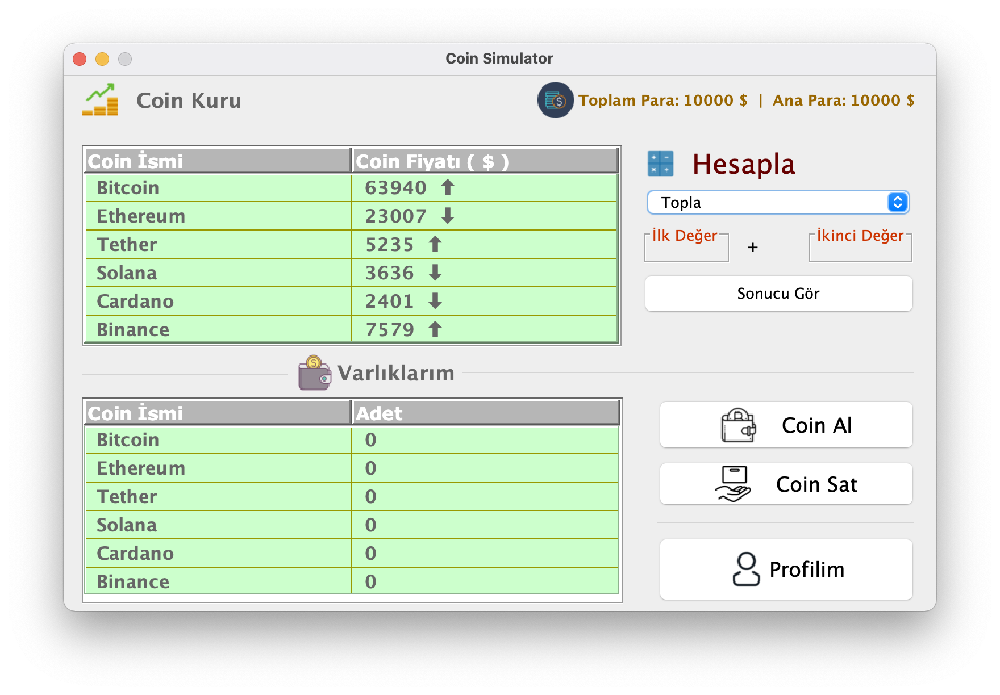 Coin Simulator
Coin Kuru
Toplam Para: 10000 $ | Ana Para: 10000 $
Coin İsmi Coin Fiyatı ( $ )
Bitcoin 63940 ⬆
Ethereum 23007 ⬇
Tether 5235 ⬆
Solana 3636 ⬇
Cardano 2401 ⬇
Binance 7579 ⬆
Hesapla
Topla
İlk Değer + İkinci Değer
Sonucu Gör
Varlıklarım
Coin İsmi Adet
Bitcoin 0
Ethereum 0
Tether 0
Solana 0
Cardano 0
Binance 0
Coin Al
Coin Sat
Profilim